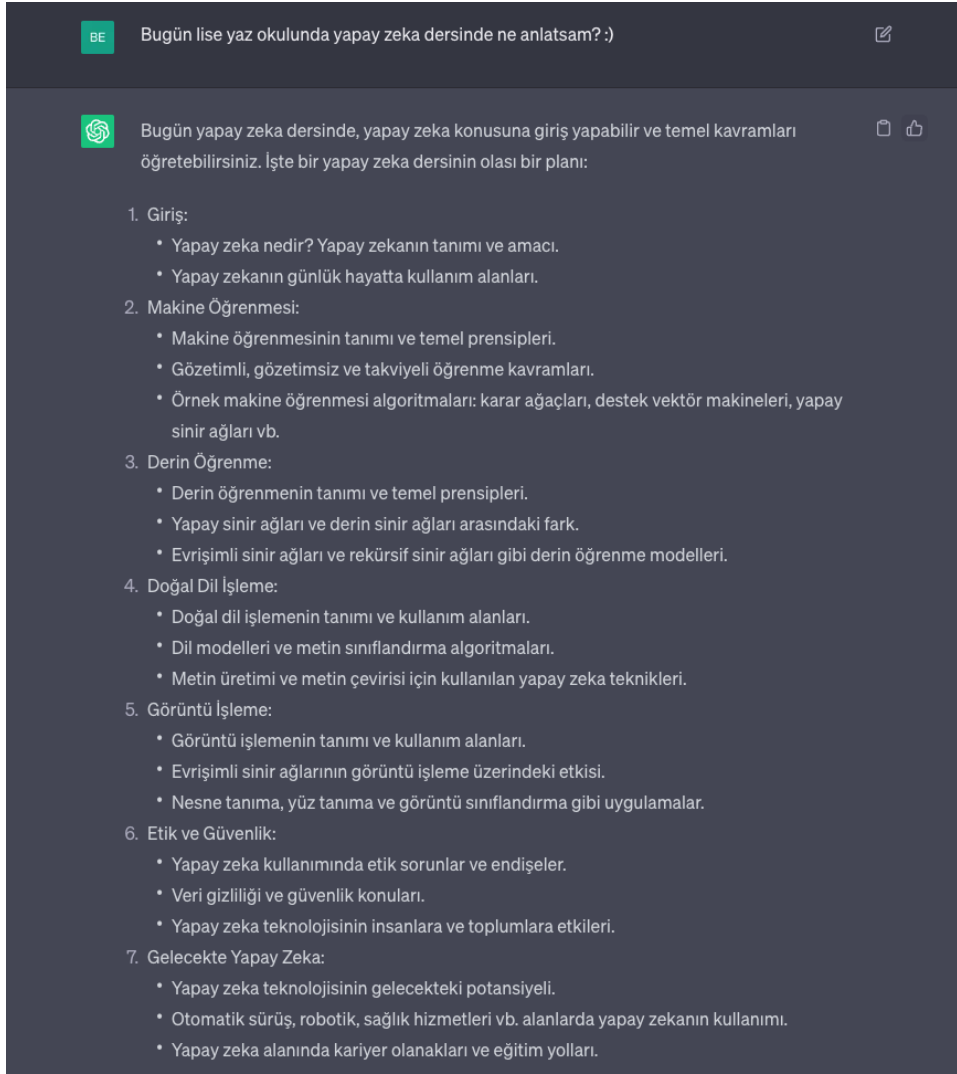 BE
Bugün lise yaz okulunda yapay zeka dersinde ne anlatsam? :)
Bugün yapay zeka dersinde, yapay zeka konusuna giriş yapabilir ve temel kavramları
öğretebilirsiniz. İşte bir yapay zeka dersinin olası bir planı:
1. Giriş:
• Yapay zeka nedir? Yapay zekanın tanımı ve amacı.
• Yapay zekanın günlük hayatta kullanım alanları.
2. Makine Öğrenmesi:
• Makine öğrenmesinin tanımı ve temel prensipleri.
• Gözetimli, gözetimsiz ve takviyeli öğrenme kavramları.
• Örnek makine öğrenmesi algoritmaları: karar ağaçları, destek vektör makineleri, yapay
sinir ağları vb.
3. Derin Öğrenme:
• Derin öğrenmenin tanımı ve temel prensipleri.
• Yapay sinir ağları ve derin sinir ağları arasındaki fark.
• Evrişimli sinir ağları ve rekürsif sinir ağları gibi derin öğrenme modelleri.
4. Doğal Dil İşleme:
• Doğal dil işlemenin tanımı ve kullanım alanları.
• Dil modelleri ve metin sınıflandırma algoritmaları.
• Metin üretimi ve metin çevirisi için kullanılan yapay zeka teknikleri.
5. Görüntü İşleme:
• Görüntü işlemenin tanımı ve kullanım alanları.
• Evrişimli sinir ağlarının görüntü işleme üzerindeki etkisi.
• Nesne tanıma, yüz tanıma ve görüntü sınıflandırma gibi uygulamalar.
6. Etik ve Güvenlik:
• Yapay zeka kullanımında etik sorunlar ve endişeler.
• Veri gizliliği ve güvenlik konuları.
• Yapay zeka teknolojisinin insanlara ve toplumlara etkileri.
7. Gelecekte Yapay Zeka:
• Yapay zeka teknolojisinin gelecekteki potansiyeli.
• Otomatik sürüş, robotik, sağlık hizmetleri vb. alanlarda yapay zekanın kullanımı.
• Yapay zeka alanında kariyer olanakları ve eğitim yolları.